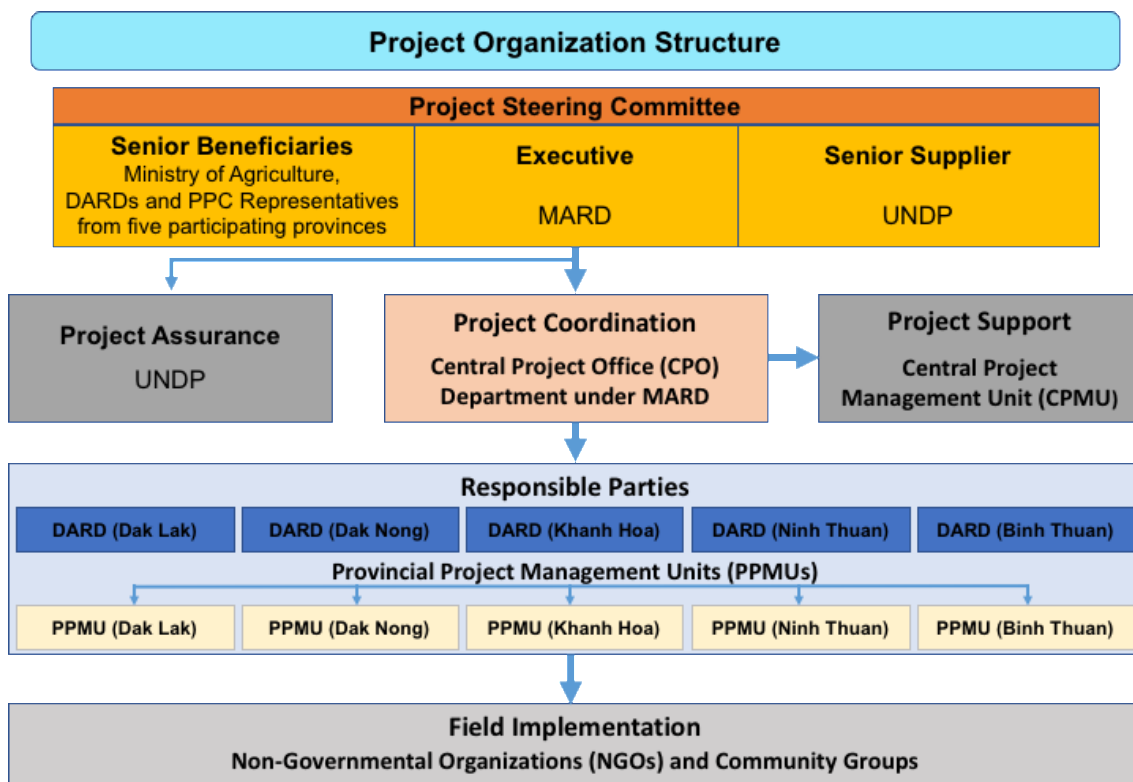 Project Organization Structure
Project Steering Committee
Senior Beneficiaries
Ministry of Agriculture,
DARDs and PPC Representatives
from five participating provinces
Executive
MARD
Senior Supplier
UNDP
Project Assurance
UNDP
Project Coordination
Central Project Office (CPO)
Department under MARD
Project Support
Central Project
Management Unit (CPMU)
Responsible Parties
DARD (Dak Lak)
DARD (Dak Nong)
DARD (Khanh Hoa)
DARD (Ninh Thuan)
DARD (Binh Thuan)
Provincial Project Management Units (PPMUs)
PPMU (Dak Lak)
PPMU (Dak Nong)
PPMU (Khanh Hoa)
PPMU (Ninh Thuan)
PPMU (Binh Thuan)
Field Implementation
Non-Governmental Organizations (NGOs) and Community Groups